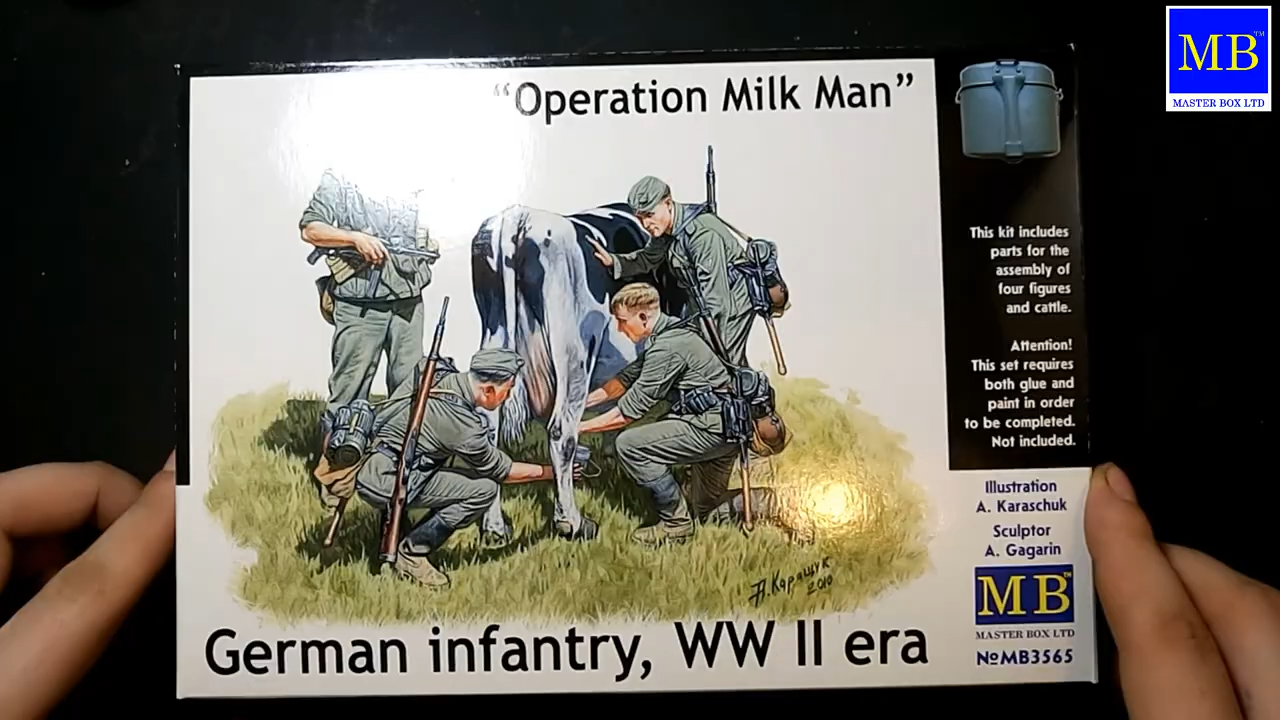 MB™
MASTER BOX LTD
"Operation Milk Man"
This kit includes
parts for the
assembly of
four figures
and cattle.
Attention!
This set requires
both glue and
paint in order
to be completed.
Not included.
Illustration
A. Karaschuk
Sculptor
A. Gagarin
MB™
MASTER BOX LTD
№MB3565
А.Каращук
2010
German infantry, WW II era